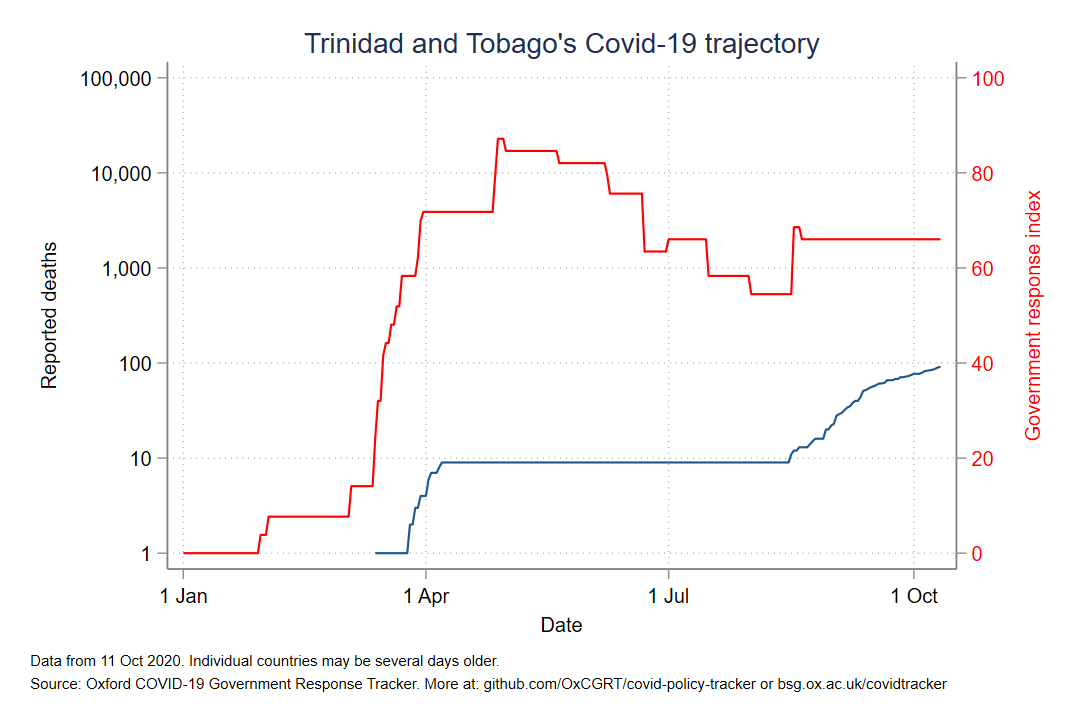 Trinidad and Tobago's Covid-19 trajectory
100,000
10,000
1,000
100
10
1
Reported deaths
100
80
60
40
20
0
Government response index
1 Jan
1 Apr
1 Jul
1 Oct
Date
Data from 11 Oct 2020. Individual countries may be several days older.
Source: Oxford COVID-19 Government Response Tracker. More at: github.com/OxCGRT/covid-policy-tracker or bsg.ox.ac.uk/covidtracker